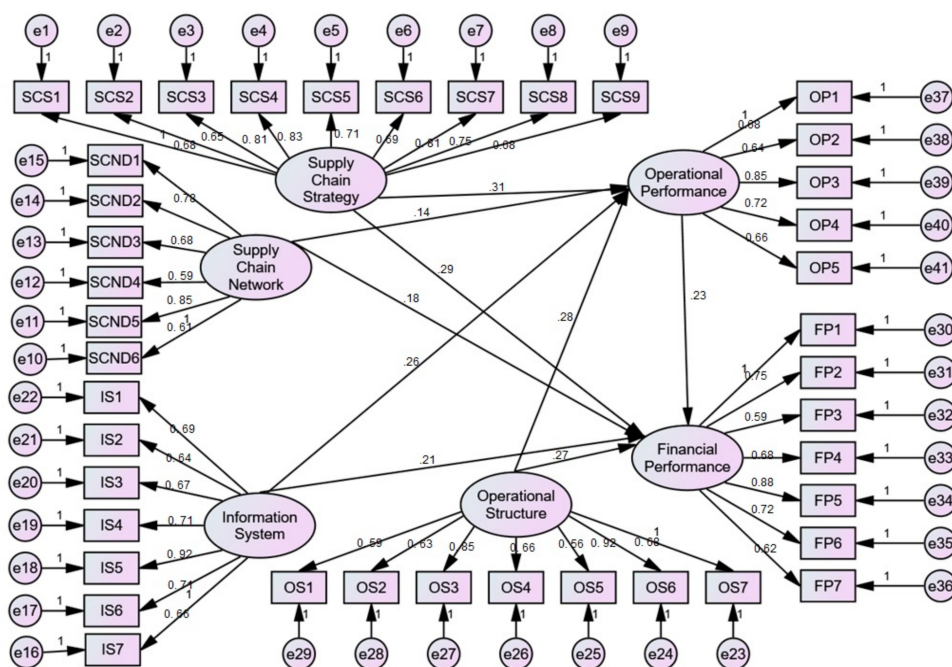 e1 e2 e3 e4 e5 e6 e7 e8 e9
1 1 1 1 1 1 1 1 1
SCS1 SCS2 SCS3 SCS4 SCS5 SCS6 SCS7 SCS8 SCS9
1
0.68 0.65 0.81 0.83 0.71 0.69 0.81 0.75 0.68
Supply
Chain
Strategy
e15 1 SCND1
e14 1 SCND2
e13 1 SCND3
e12 1 SCND4
e11 1 SCND5
e10 1 SCND6
0.78
0.68
0.59
0.85
1
0.61
Supply
Chain
Network
e22 1 IS1
e21 1 IS2
e20 1 IS3
e19 1 IS4
e18 1 IS5
e17 1 IS6
e16 1 IS7
0.69
0.64
0.67
0.71
0.92
0.71
1
0.66
Information
System
.31
.14
.29
.18
.26
.28
.23
.21
.27
Operational
Performance
1
0.68
0.64
0.85
0.72
0.66
OP1 1 e37
OP2 1 e38
OP3 1 e39
OP4 1 e40
OP5 1 e41
Financial
Performance
1
0.75
0.59
0.68
0.88
0.72
0.62
FP1 1 e30
FP2 1 e31
FP3 1 e32
FP4 1 e33
FP5 1 e34
FP6 1 e35
FP7 1 e36
Operational
Structure
1
0.59 0.63 0.85 0.66 0.56 0.92 0.68
OS1 OS2 OS3 OS4 OS5 OS6 OS7
1 1 1 1 1 1 1
e29 e28 e27 e26 e25 e24 e23